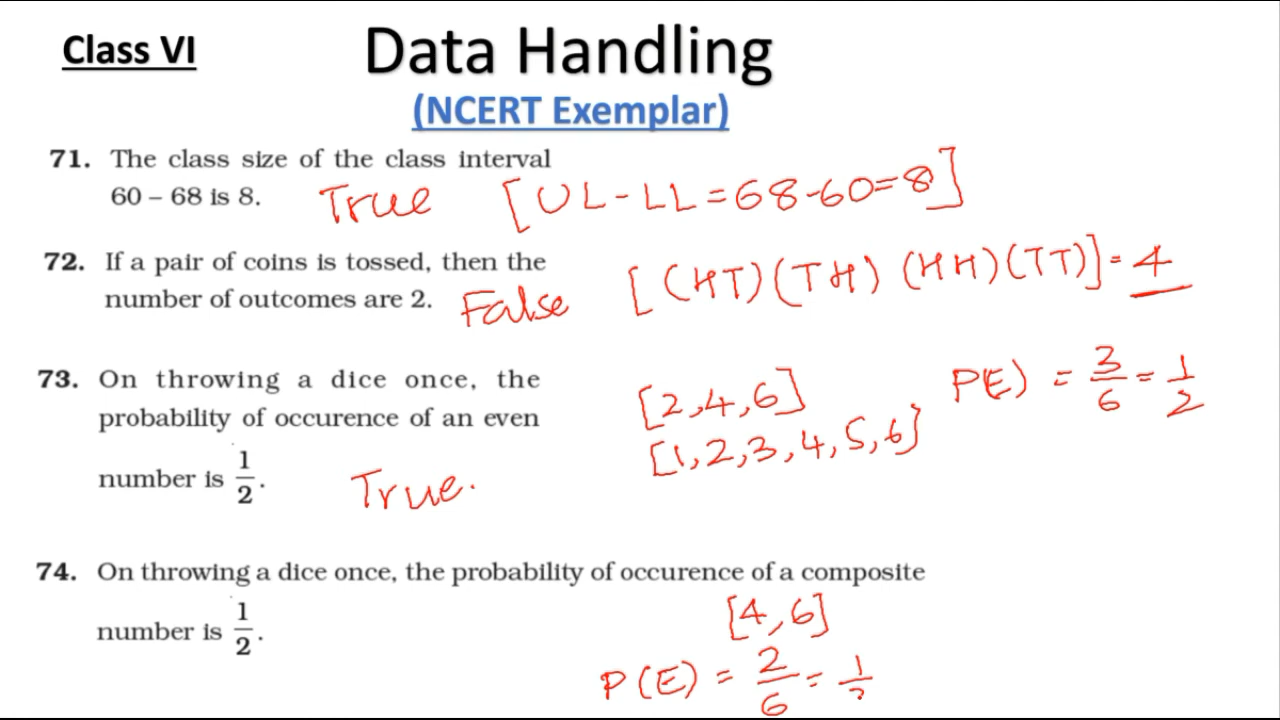 Class VI
Data Handling
(NCERT Exemplar)
71. The class size of the class interval
60 – 68 is 8.
True [UL-LL=68-60=8]
72. If a pair of coins is tossed, then the
number of outcomes are 2.
False [(HT)(TH)(HH)(TT)]=4
73. On throwing a dice once, the
probability of occurence of an even
number is 1/2.
True.
[2,4,6]
[1,2,3,4,5,6]
P(E) = 3/6 = 1/2
74. On throwing a dice once, the probability of occurence of a composite
number is 1/2.
[4,6]
P(E) = 2/6 = 1/